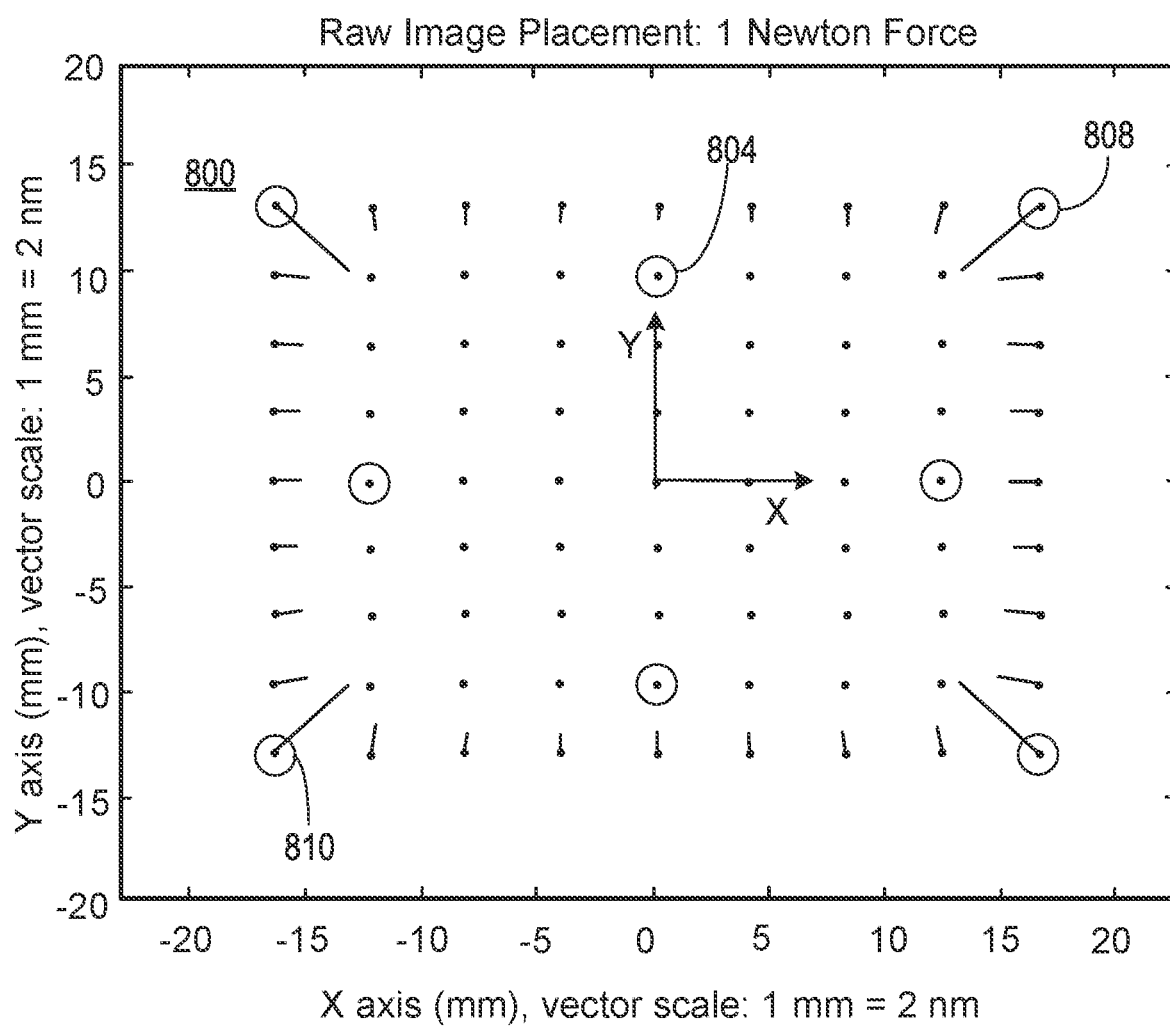 Raw Image Placement: 1 Newton Force
20
15
10
5
0
-5
-10
-15
-20
Y axis (mm), vector scale: 1 mm = 2 nm
800
804
808
Y
X
810
-20 -15 -10 -5 0 5 10 15 20
X axis (mm), vector scale: 1 mm = 2 nm